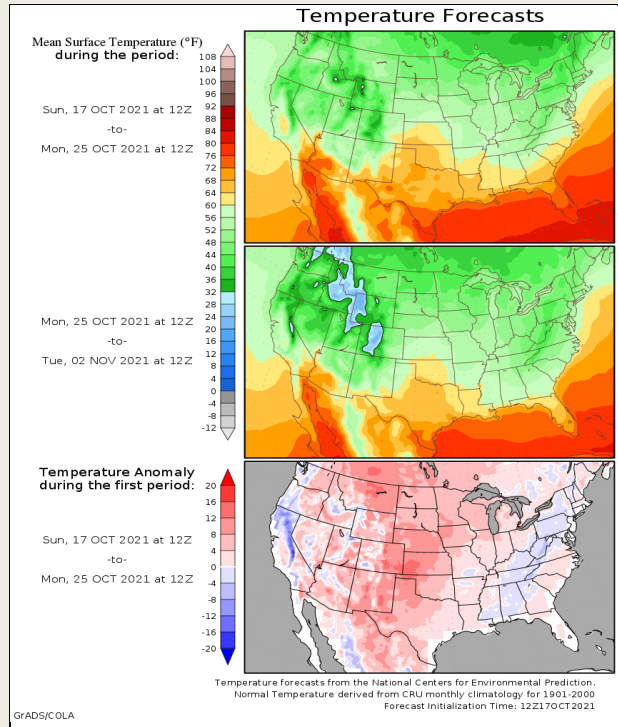 Temperature Forecasts
Mean Surface Temperature (°F)
during the period:
108
104
100
96
92
88
84
80
76
72
68
64
60
56
52
48
44
40
36
32
28
24
20
16
12
8
4
0
-4
-8
-12
Sun, 17 OCT 2021 at 12Z
-to-
Mon, 25 OCT 2021 at 12Z
Mon, 25 OCT 2021 at 12Z
-to-
Tue, 02 NOV 2021 at 12Z
Temperature Anomaly
during the first period:
20
16
12
8
4
0
-4
-8
-12
-16
-20
Sun, 17 OCT 2021 at 12Z
-to-
Mon, 25 OCT 2021 at 12Z
Temperature forecasts from the National Centers for Environmental Prediction.
Normal Temperature derived from CRU monthly climatology for 1901-2000
Forecast Initialization Time: 12Z17OCT2021
GrADS/COLA